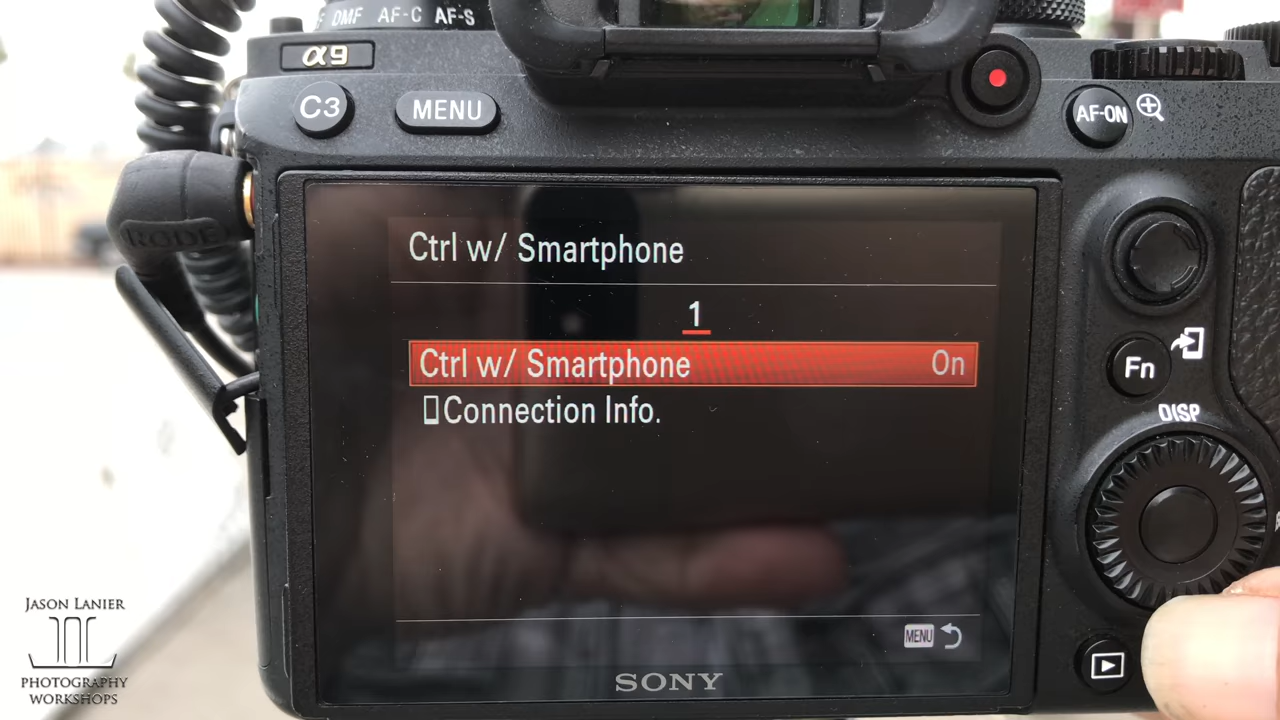 DMF AF-C AF-S
α9
C3
MENU
AF-ON
RODE
Ctrl w/ Smartphone
1
Ctrl w/ Smartphone On
Connection Info.
Fn
DISP
MENU
SONY
JASON LANIER
PHOTOGRAPHY
WORKSHOPS